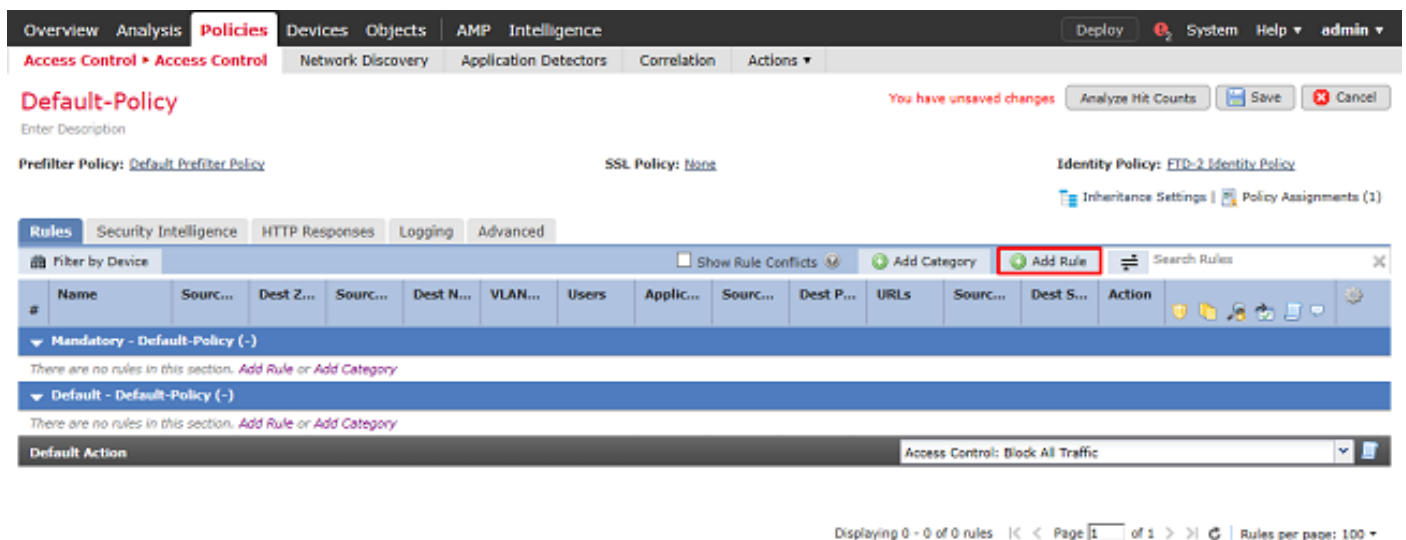 Overview Analysis Policies Devices Objects AMP Intelligence Deploy 2 System Help ▾ admin ▾
Access Control ▸ Access Control Network Discovery Application Detectors Correlation Actions ▾
Default-Policy You have unsaved changes Analyze Hit Counts Save Cancel
Enter Description
Prefilter Policy: Default Prefilter Policy SSL Policy: None Identity Policy: FTD-2 Identity Policy
Inheritance Settings | Policy Assignments (1)
Rules Security Intelligence HTTP Responses Logging Advanced
Filter by Device Show Rule Conflicts Add Category Add Rule Search Rules
# Name Sourc... Dest Z... Sourc... Dest N... VLAN... Users Applic... Sourc... Dest P... URLs Sourc... Dest S... Action
Mandatory - Default-Policy (-)
There are no rules in this section. Add Rule or Add Category
Default - Default-Policy (-)
There are no rules in this section. Add Rule or Add Category
Default Action Access Control: Block All Traffic
Displaying 0 - 0 of 0 rules |< < Page 1 of 1 > >| Rules per page: 100 ▾